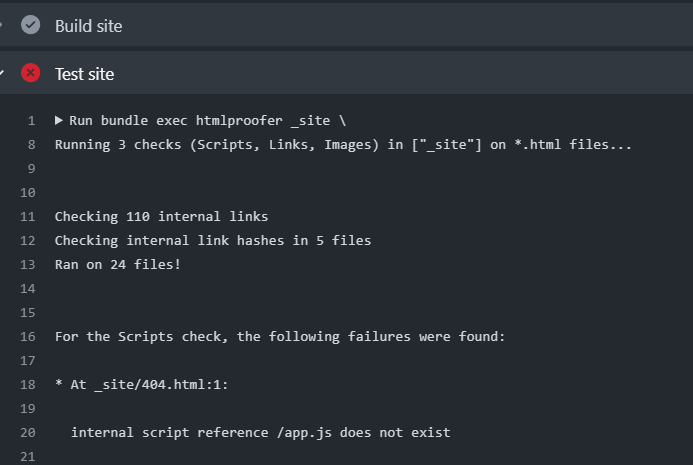 Build site
Test site
1 Run bundle exec htmlproofer _site \
8 Running 3 checks (Scripts, Links, Images) in ["_site"] on *.html files...
9
10
11 Checking 110 internal links
12 Checking internal link hashes in 5 files
13 Ran on 24 files!
14
15
16 For the Scripts check, the following failures were found:
17
18 * At _site/404.html:1:
19
20 internal script reference /app.js does not exist
21